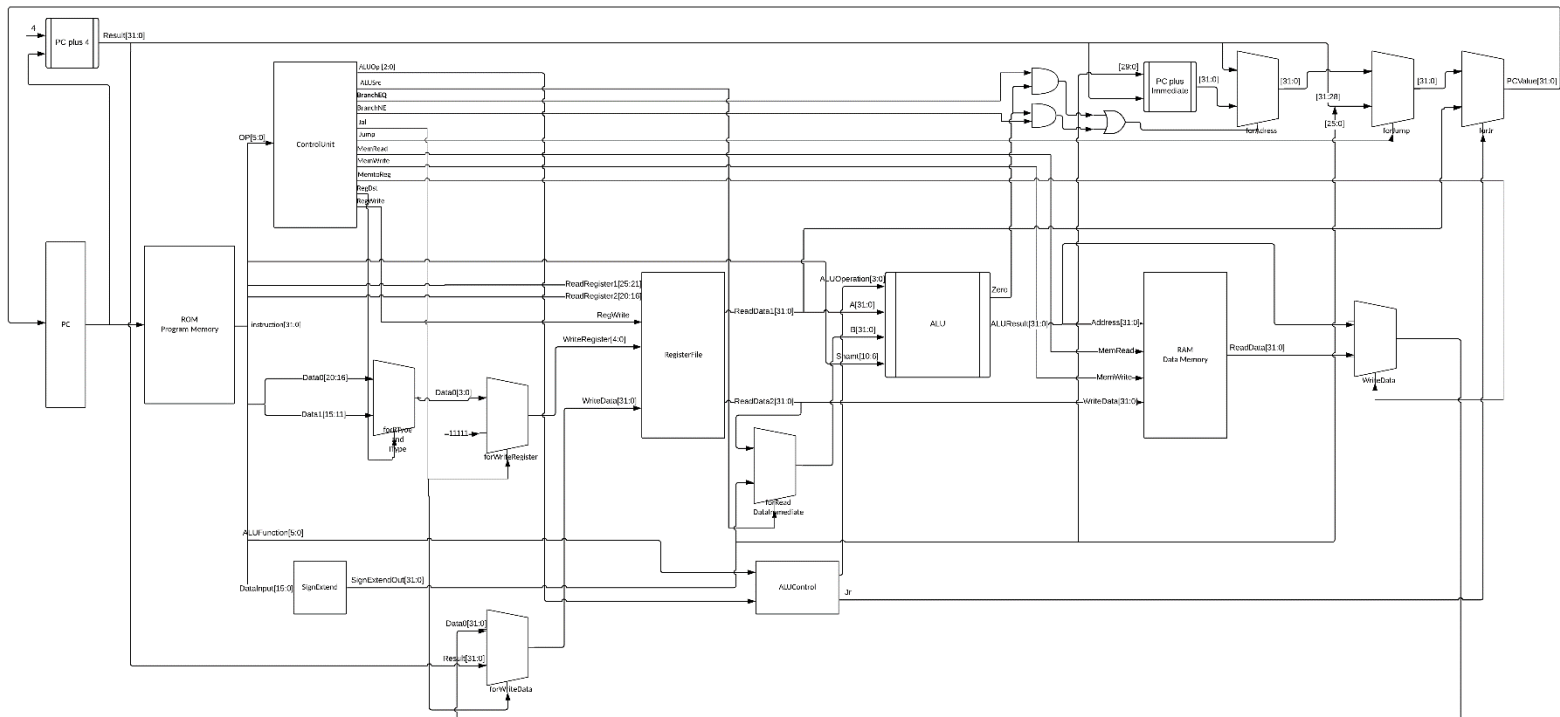 4
PC plus 4
Result[31:0]
ALUOp [2:0]
ALUSrc
BranchEQ
BranchNE
Jal
Jump
MemRead
MemWrite
MemtoReg
RegDst
RegWrite
OP[5:0]
ControlUnit
[29:0]
PC plus
Immediate
[31:0]
forAdress
[31:0]
[31:28]
[25:0]
forJump
[31:0]
forJr
PCValue[31:0]
PC
ROM
Program Memory
instruction[31:0]
ReadRegister1[25:21]
ReadRegister2[20:16]
RegWrite
WriteRegister[4:0]
WriteData[31:0]
RegisterFile
ReadData1[31:0]
ReadData2[31:0]
ALUOperation[3:0]
A[31:0]
B[31:0]
Shamt[10:6]
ALU
Zero
ALUResult[31:0]
Address[31:0]
MemRead
MemWrite
WriteData[31:0]
RAM
Data Memory
ReadData[31:0]
WriteData
Data0[20:16]
Data1[15:11]
forRType
and
IType
Data0[3:0]
11111
forWriteRegister
forRead
DataImmediate
ALUFunction[5:0]
DataInput[15:0]
SignExtend
SignExtendOut[31:0]
ALUControl
Jr
Data0[31:0]
Result[31:0]
forWriteData